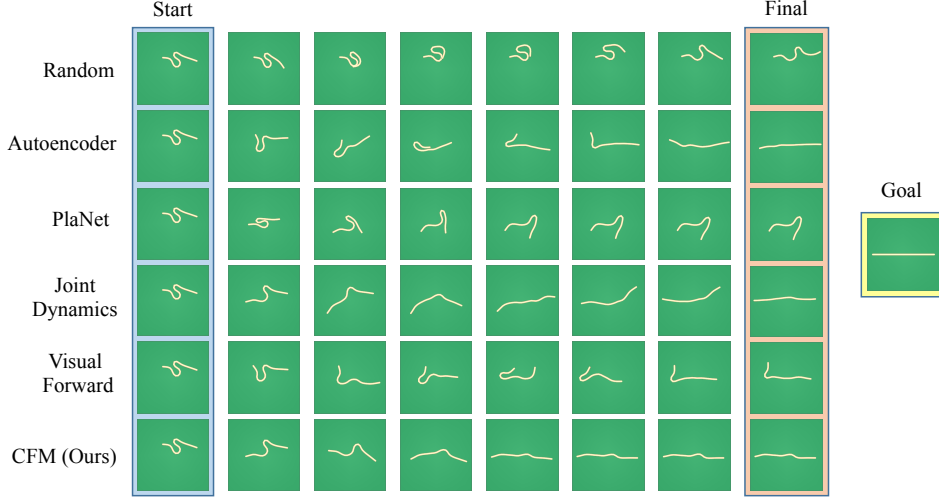 Start
Final
Random
Autoencoder
PlaNet
Goal
Joint
Dynamics
Visual
Forward
CFM (Ours)